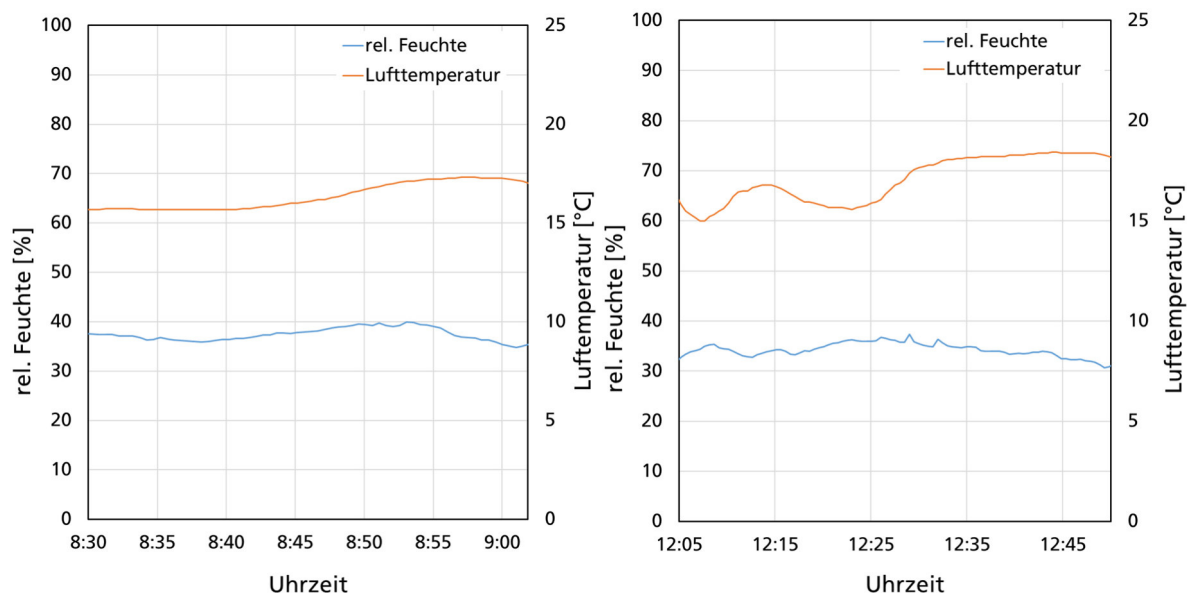 100
90
80
70
60
50
40
30
20
10
0
rel. Feuchte [%]
25
20
15
10
5
0
Lufttemperatur [°C]
rel. Feuchte
Lufttemperatur
8:30 8:35 8:40 8:45 8:50 8:55 9:00
Uhrzeit
100
90
80
70
60
50
40
30
20
10
0
rel. Feuchte [%]
25
20
15
10
5
0
Lufttemperatur [°C]
rel. Feuchte
Lufttemperatur
12:05 12:15 12:25 12:35 12:45
Uhrzeit